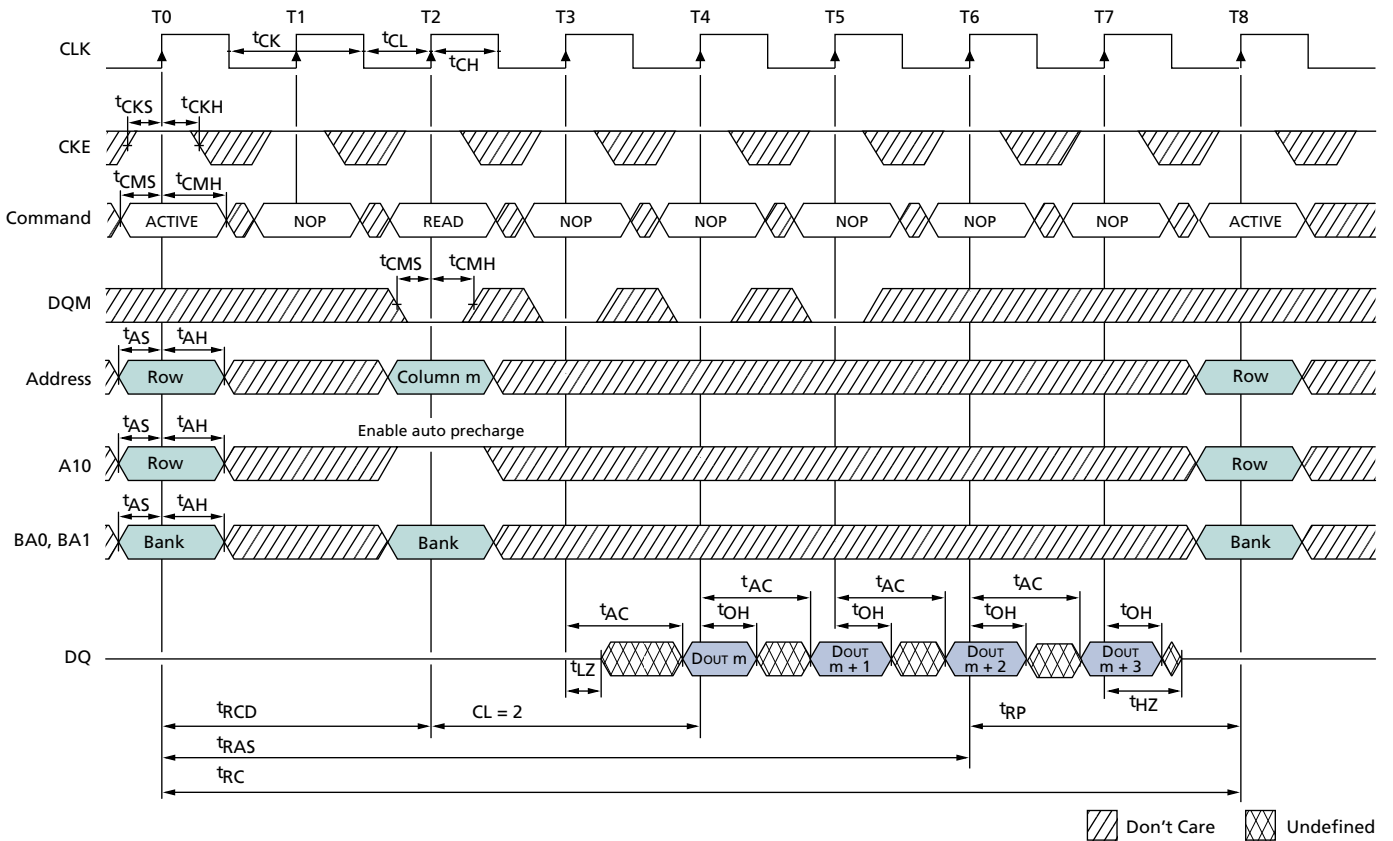 T0 T1 T2 T3 T4 T5 T6 T7 T8
CLK
tCK tCL
tCH
tCKS tCKH
CKE
tCMS tCMH
Command ACTIVE NOP READ NOP NOP NOP NOP NOP ACTIVE
tCMS tCMH
DQM
tAS tAH
Address Row Column m Row
tAS tAH Enable auto precharge
A10 Row Row
tAS tAH
BA0, BA1 Bank Bank Bank
tAC tAC tAC
tAC tOH tOH tOH tOH
DQ DOUT m DOUT m + 1 DOUT m + 2 DOUT m + 3
tLZ tHZ
tRCD CL = 2 tRP
tRAS
tRC
Don't Care Undefined